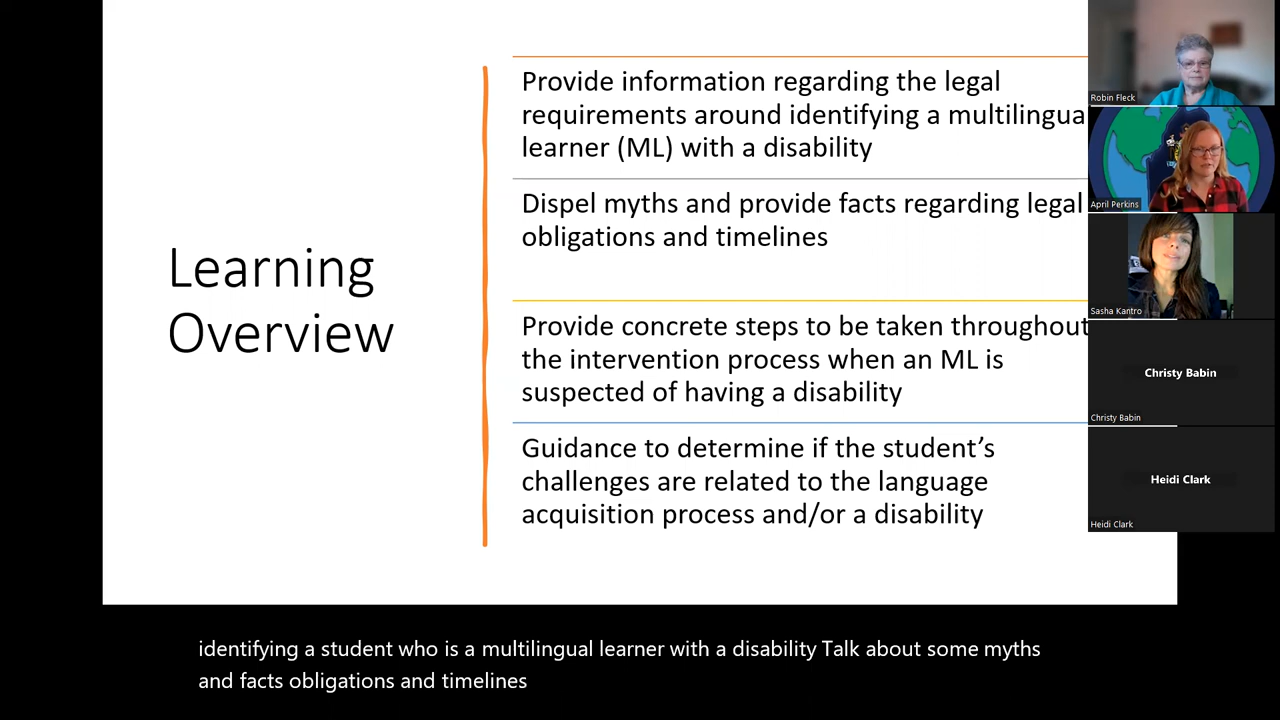 Learning
Overview
Provide information regarding the legal
requirements around identifying a multilingua
learner (ML) with a disability
Dispel myths and provide facts regarding legal
obligations and timelines
Provide concrete steps to be taken throughout
the intervention process when an ML is
suspected of having a disability
Guidance to determine if the student’s
challenges are related to the language
acquisition process and/or a disability
Robin Fleck
April Perkins
Sasha Kantro
Christy Babin
Christy Babin
Heidi Clark
Heidi Clark
identifying a student who is a multilingual learner with a disability Talk about some myths
and facts obligations and timelines